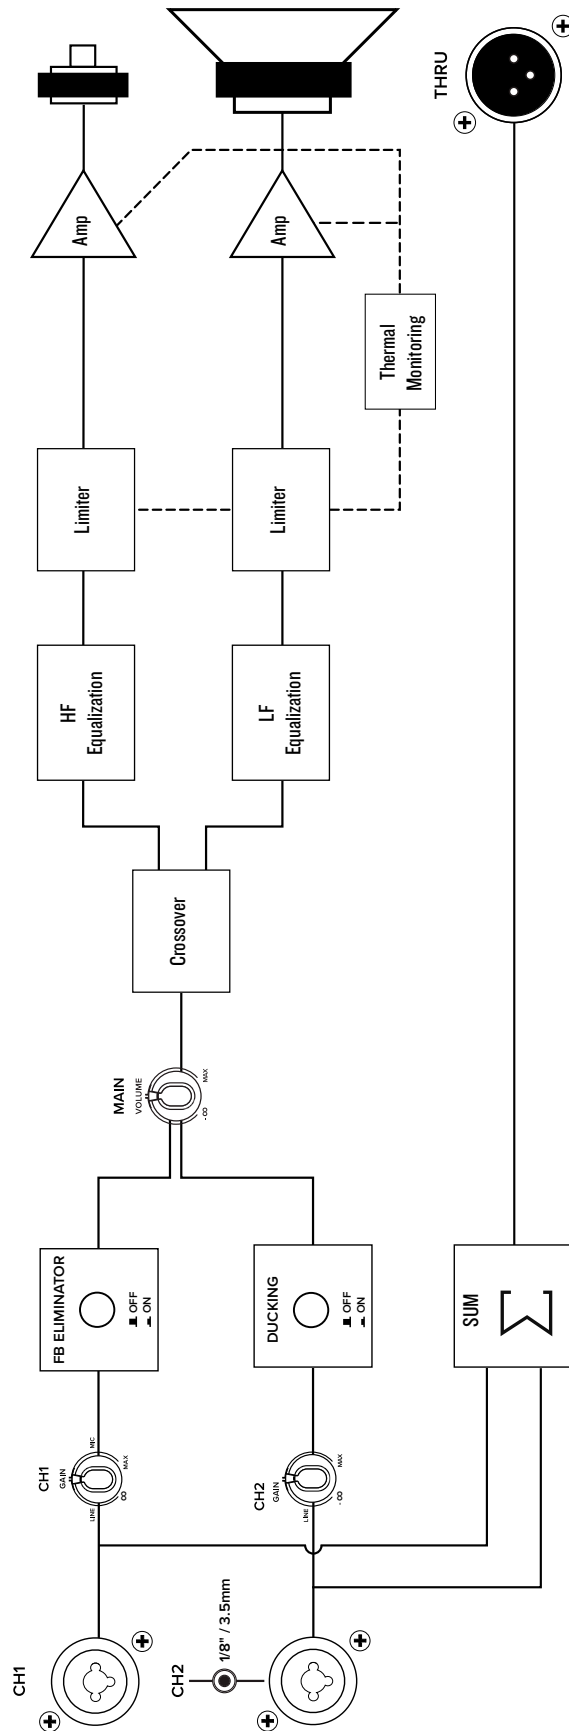 CH1
CH1
GAIN
LINE
MIC
-∞
MAX
FB ELIMINATOR
OFF
ON
CH2
1/8" / 3.5mm
CH2
GAIN
LINE
-∞
MAX
DUCKING
OFF
ON
SUM
Σ
MAIN
VOLUME
-∞
MAX
Crossover
HF
Equalization
LF
Equalization
Limiter
Limiter
Thermal
Monitoring
Amp
Amp
THRU